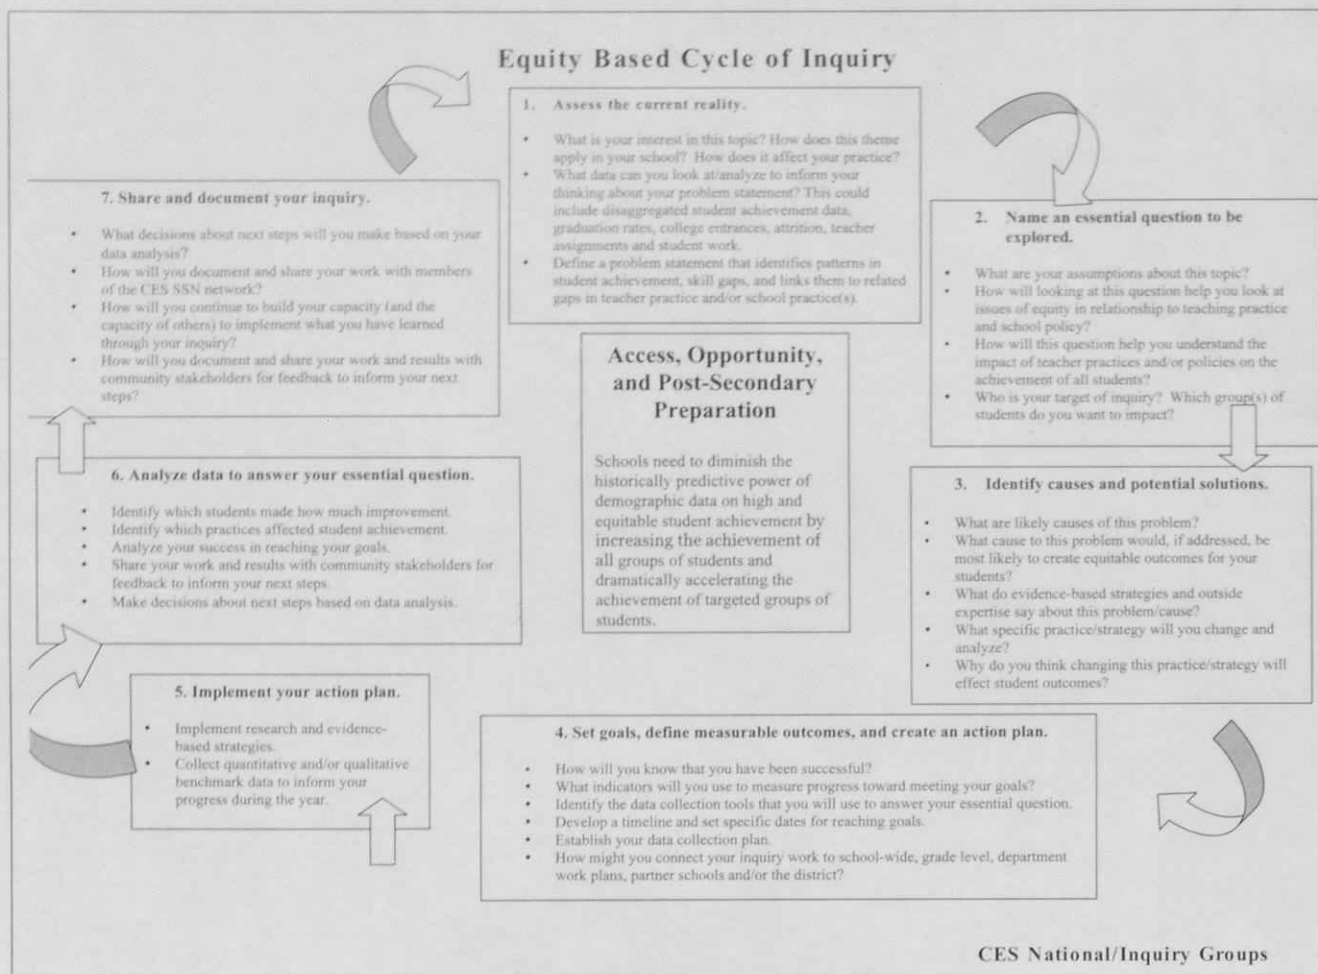 Equity Based Cycle of Inquiry
1. Assess the current reality.
• What is your interest in this topic? How does this theme
apply in your school? How does it affect your practice?
• What data can you look at/analyze to inform your
thinking about your problem statement? This could
include disaggregated student achievement data,
graduation rates, college entrances, attrition, teacher
assignments and student work.
• Define a problem statement that identifies patterns in
student achievement, skill gaps, and links them to related
gaps in teacher practice and/or school practice(s).
2. Name an essential question to be
explored.
• What are your assumptions about this topic?
• How will looking at this question help you look at
issues of equity in relationship to teaching practice
and school policy?
• How will this question help you understand the
impact of teacher practices and/or policies on the
achievement of all students?
• Who is your target of inquiry? Which group(s) of
students do you want to impact?
3. Identify causes and potential solutions.
• What are likely causes of this problem?
• What cause to this problem would, if addressed, be
most likely to create equitable outcomes for your
students?
• What do evidence-based strategies and outside
expertise say about this problem/cause?
• What specific practice/strategy will you change and
analyze?
• Why do you think changing this practice/strategy will
effect student outcomes?
4. Set goals, define measurable outcomes, and create an action plan.
• How will you know that you have been successful?
• What indicators will you use to measure progress toward meeting your goals?
• Identify the data collection tools that you will use to answer your essential question.
• Develop a timeline and set specific dates for reaching goals.
• Establish your data collection plan.
• How might you connect your inquiry work to school-wide, grade level, department
work plans, partner schools and/or the district?
5. Implement your action plan.
• Implement research and evidence-
based strategies.
• Collect quantitative and/or qualitative
benchmark data to inform your
progress during the year.
6. Analyze data to answer your essential question.
• Identify which students made how much improvement.
• Identify which practices affected student achievement.
• Analyze your success in reaching your goals.
• Share your work and results with community stakeholders for
feedback to inform your next steps.
• Make decisions about next steps based on data analysis.
7. Share and document your inquiry.
• What decisions about next steps will you make based on your
data analysis?
• How will you document and share your work with members
of the CES SSN network?
• How will you continue to build your capacity (and the
capacity of others) to implement what you have learned
through your inquiry?
• How will you document and share your work and results with
community stakeholders for feedback to inform your next
steps?
Access, Opportunity,
and Post-Secondary
Preparation
Schools need to diminish the
historically predictive power of
demographic data on high and
equitable student achievement by
increasing the achievement of
all groups of students and
dramatically accelerating the
achievement of targeted groups of
students.
CES National/Inquiry Groups